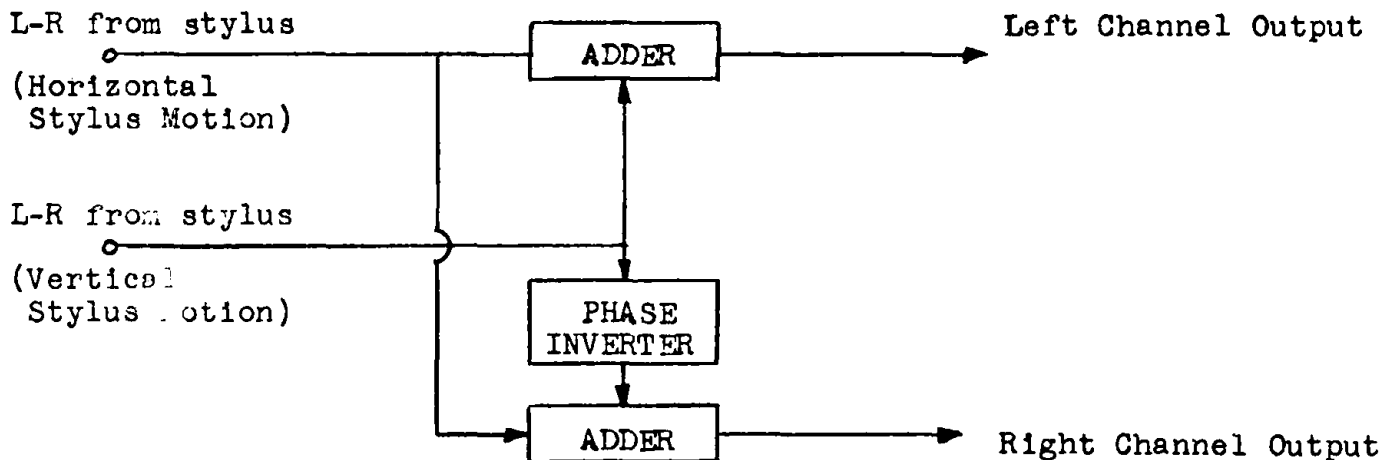 L-R from stylus
(Horizontal
Stylus Motion)
ADDER
Left Channel Output
L-R from stylus
(Vertical
Stylus otion)
PHASE
INVERTER
ADDER
Right Channel Output